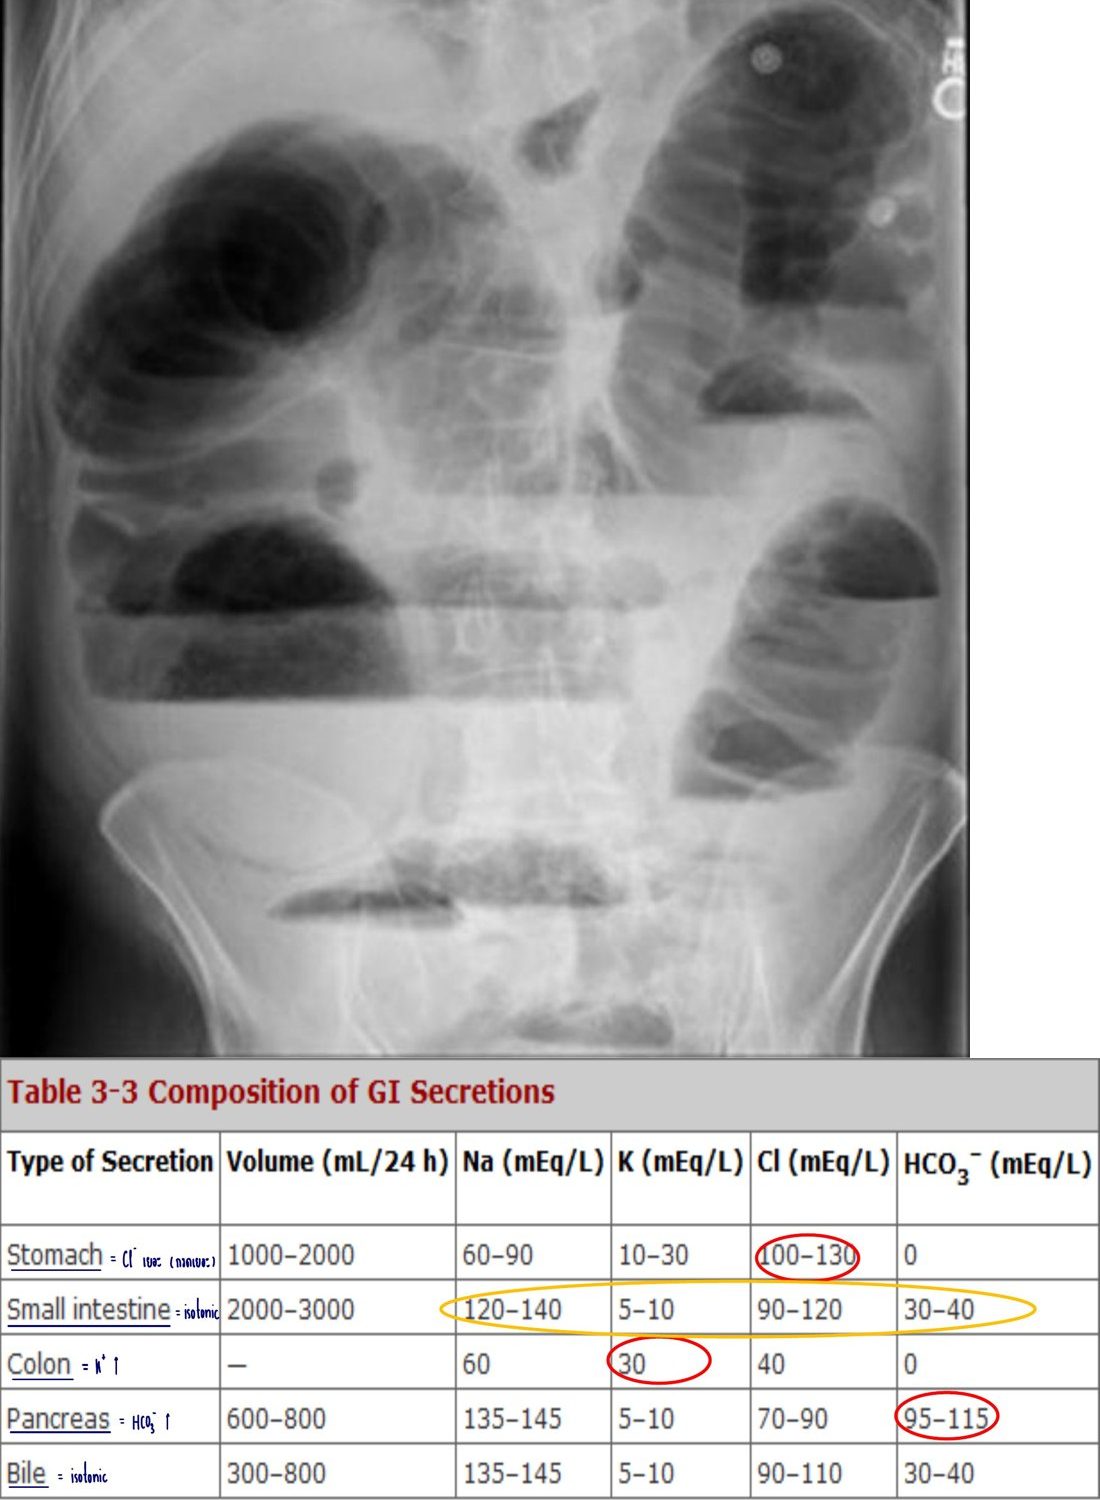 Table 3-3 Composition of GI Secretions
Type of Secretion Volume (mL/24 h) Na (mEq/L) K (mEq/L) Cl (mEq/L) HCO₃⁻ (mEq/L)
Stomach = Cl⁻ 1000–2000 60–90 10–30 100–130 0
Small intestine = isotonic 2000–3000 120–140 5–10 90–120 30–40
Colon = K⁺ ↑ — 60 30 40 0
Pancreas = HCO₃⁻ ↑ 600–800 135–145 5–10 70–90 95–115
Bile = isotonic 300–800 135–145 5–10 90–110 30–40